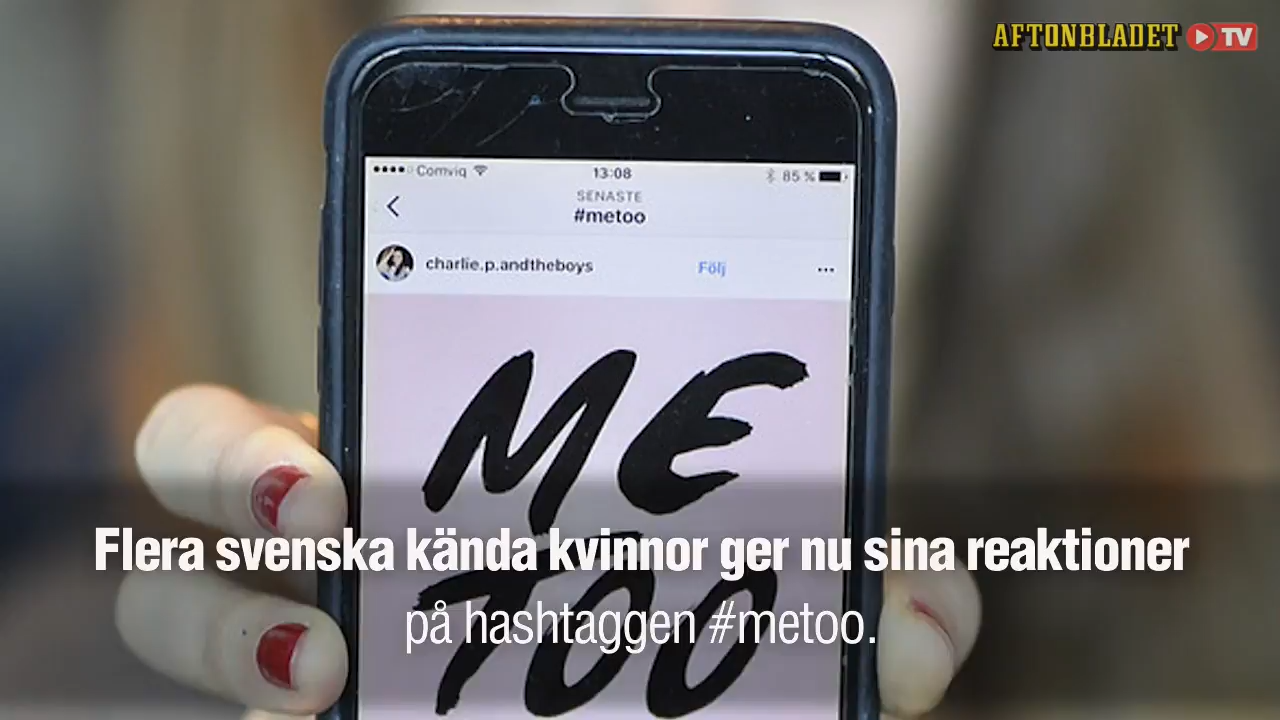 AFTONBLADET TV
Comviq 13:08 85 %
SENASTE
#metoo
charlie.p.andtheboys Följ
ME
TOO
Flera svenska kända kvinnor ger nu sina reaktioner
på hashtaggen #metoo.